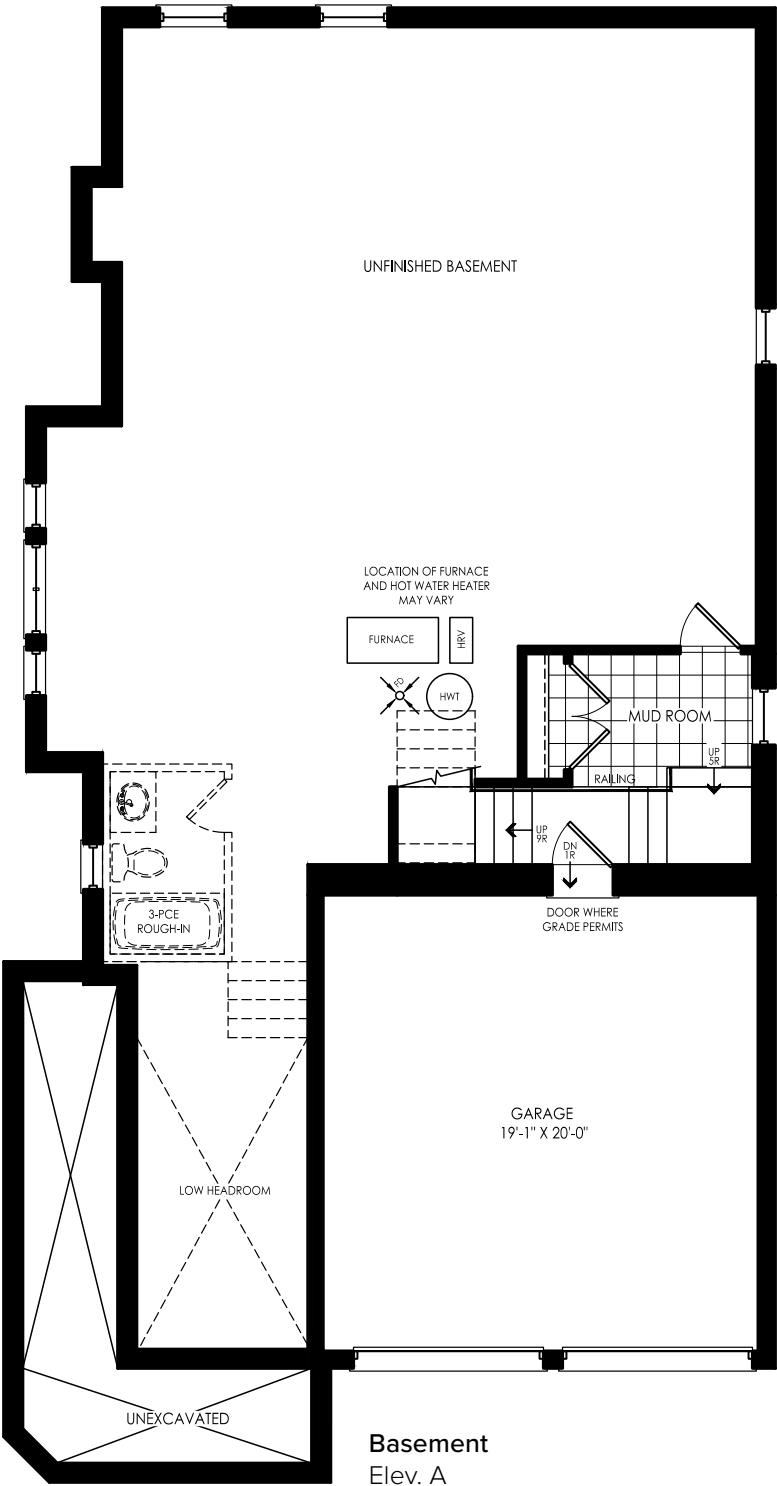 UNFINISHED BASEMENT
LOCATION OF FURNACE
AND HOT WATER HEATER
MAY VARY
FURNACE
HRV
FD
HWT
MUD ROOM
UP
5R
RAILING
UP
9R
DN
1R
3-PCE
ROUGH-IN
DOOR WHERE
GRADE PERMITS
GARAGE
19'-1" X 20'-0"
LOW HEADROOM
UNEXCAVATED
Basement
Elev. A